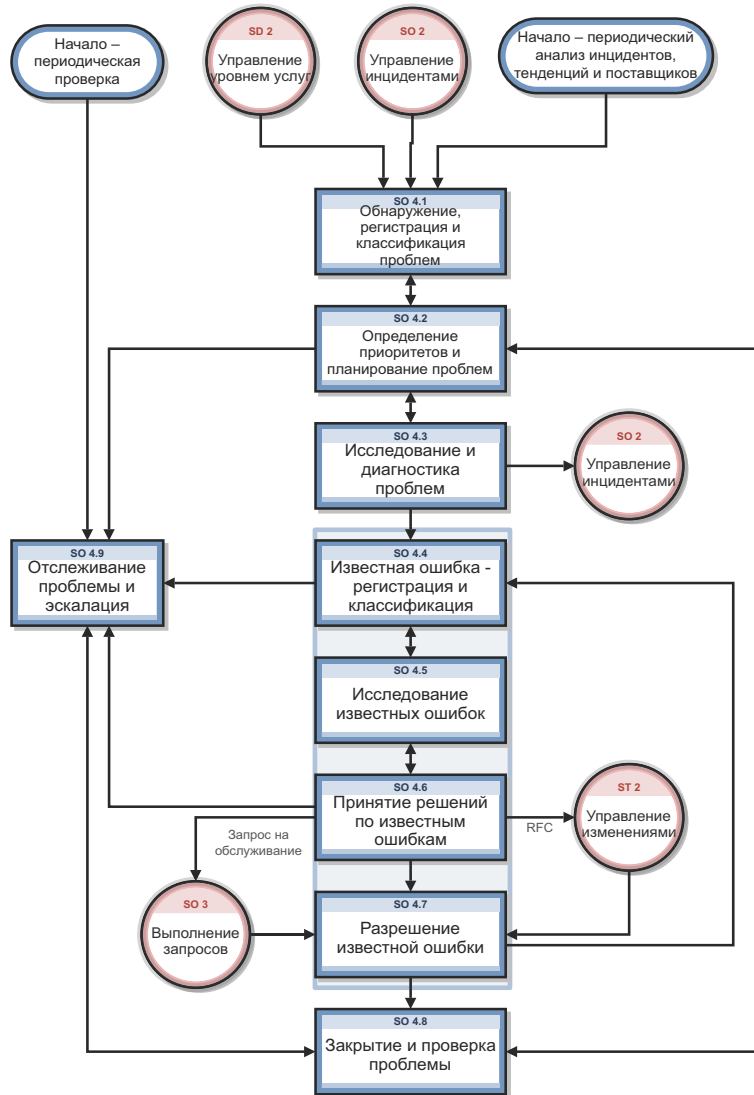 Начало –
периодическая
проверка
SD 2
Управление
уровнем услуг
SO 2
Управление
инцидентами
Начало – периодический
анализ инцидентов,
тенденций и поставщиков
SO 4.1
Обнаружение,
регистрация и
классификация
проблем
SO 4.2
Определение
приоритетов и
планирование проблем
SO 4.3
Исследование и
диагностика
проблем
SO 2
Управление
инцидентами
SO 4.9
Отслеживание
проблемы и
эскалация
SO 4.4
Известная ошибка -
регистрация и
классификация
SO 4.5
Исследование
известных ошибок
SO 4.6
Принятие решений
по известным
ошибкам
Запрос на
обслуживание
RFC
ST 2
Управление
изменениями
SO 3
Выполнение
запросов
SO 4.7
Разрешение
известной ошибки
SO 4.8
Закрытие и проверка
проблемы